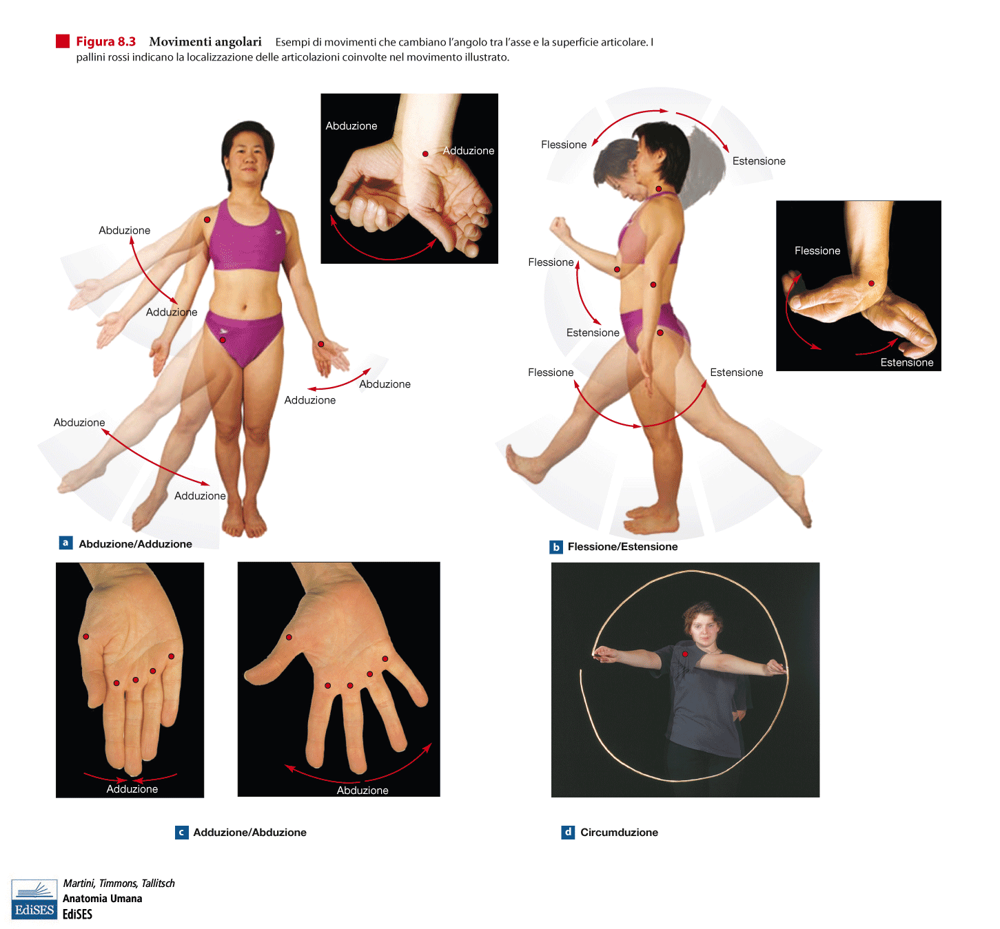 Figura 8.3 Movimenti angolari Esempi di movimenti che cambiano l'angolo tra l'asse e la superficie articolare. I
pallini rossi indicano la localizzazione delle articolazioni coinvolte nel movimento illustrato.
Abduzione
Adduzione
Abduzione
Adduzione
Abduzione
Adduzione
Abduzione
Adduzione
a Abduzione/Adduzione
Flessione
Estensione
Flessione
Estensione
Flessione
Estensione
Flessione
Estensione
b Flessione/Estensione
Adduzione
Abduzione
c Adduzione/Abduzione
d Circumduzione
EdiSES
Martini, Timmons, Tallitsch
Anatomia Umana
EdiSES